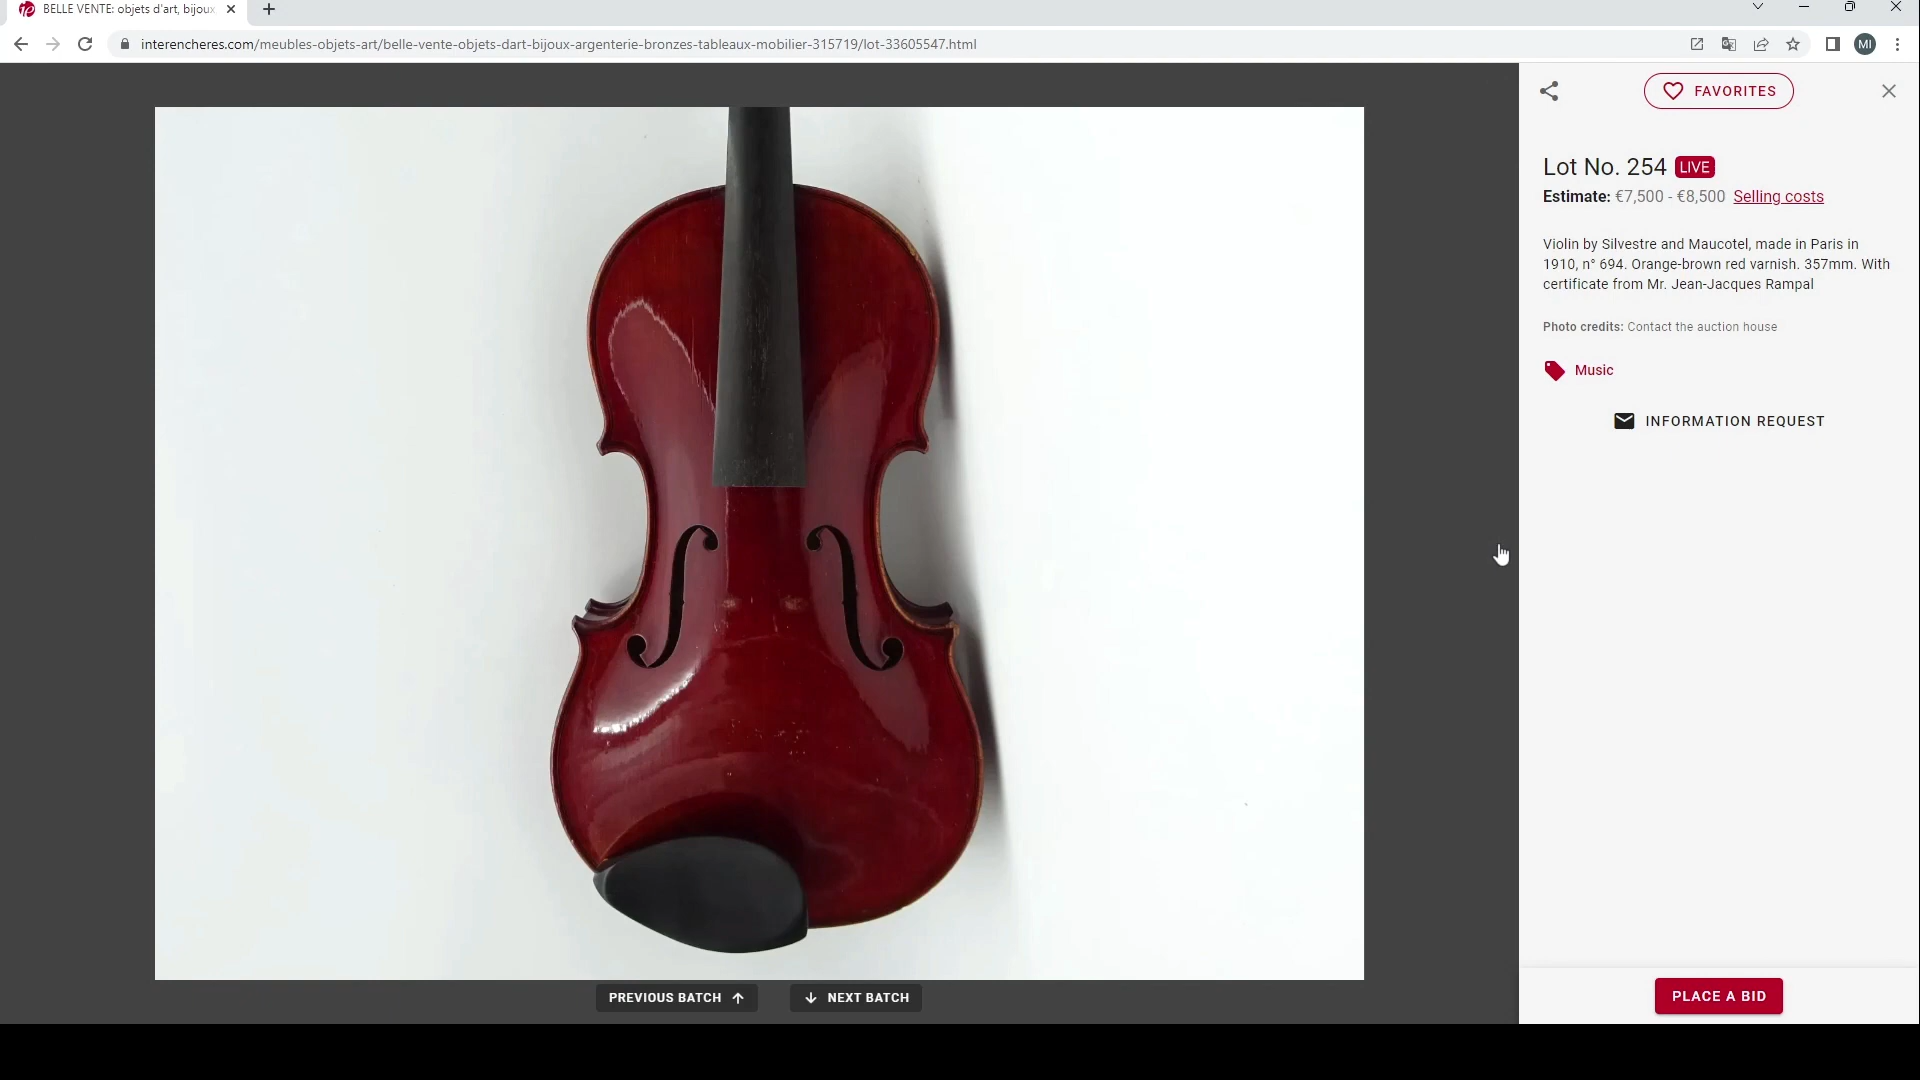 BELLE VENTE: objets d'art, bijoux
interencheres.com/meubles-objets-art/belle-vente-objets-dart-bijoux-argenterie-bronzes-tableaux-mobilier-315719/lot-33605547.html
MI
FAVORITES
Lot No. 254 LIVE
Estimate: €7,500 - €8,500 Selling costs
Violin by Silvestre and Maucotel, made in Paris in
1910, n° 694. Orange-brown red varnish. 357mm. With
certificate from Mr. Jean-Jacques Rampal
Photo credits: Contact the auction house
Music
INFORMATION REQUEST
PREVIOUS BATCH
NEXT BATCH
PLACE A BID